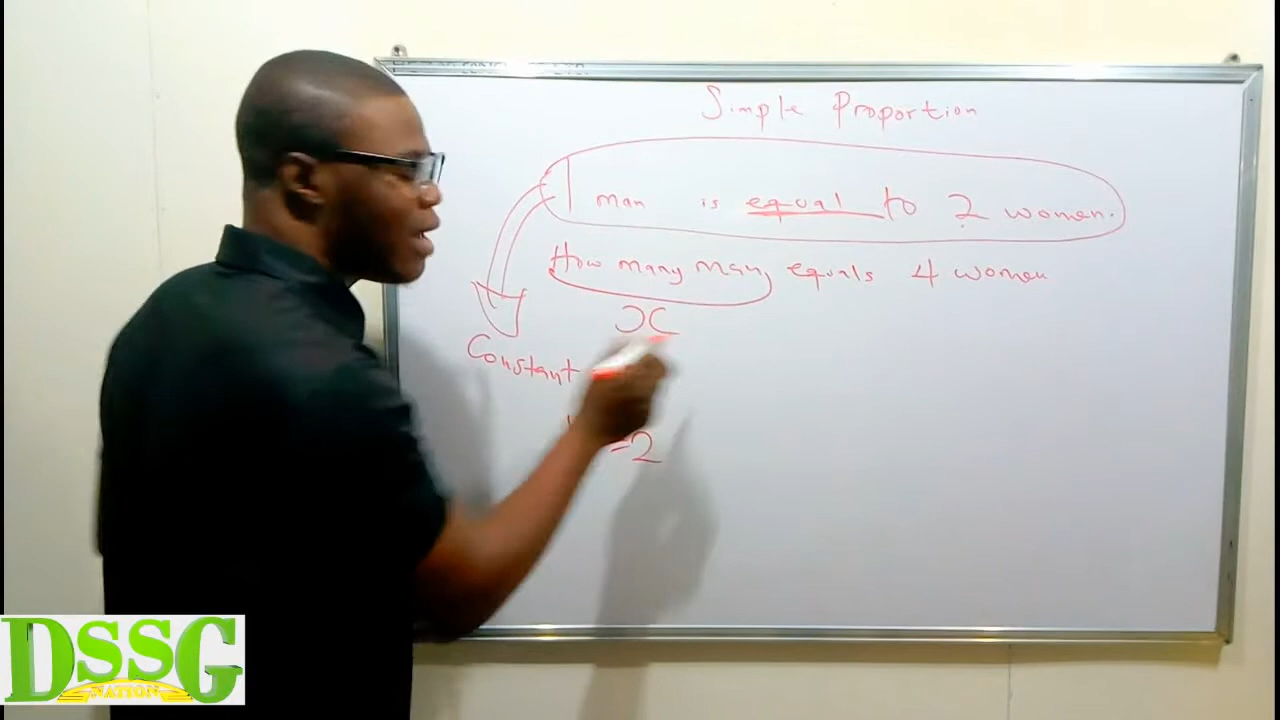 Simple Proportion
1 man is equal to 2 women.
How many man equals 4 women
x
Constant
= 2
DSSG
NATION